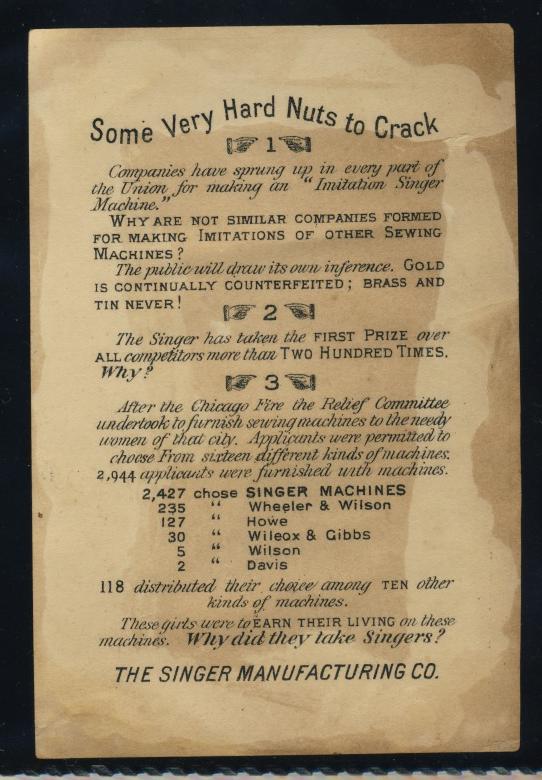 Some Very Hard Nuts to Crack
1
Companies have sprung up in every part of
the Union for making an "Imitation Singer
Machine."
WHY ARE NOT SIMILAR COMPANIES FORMED
FOR MAKING IMITATIONS OF OTHER SEWING
MACHINES?
The public will draw its own inference. GOLD
IS CONTINUALLY COUNTERFEITED; BRASS AND
TIN NEVER!
2
The Singer has taken the FIRST PRIZE over
ALL competitors more than TWO HUNDRED TIMES.
Why?
3
After the Chicago Fire the Relief Committee
undertook to furnish sewing machines to the needy
women of that city. Applicants were permitted to
choose From sixteen different kinds of machines.
2,944 applicants were furnished with machines.
2,427 chose SINGER MACHINES
235 " Wheeler & Wilson
127 " Howe
30 " Wilcox & Gibbs
5 " Wilson
2 " Davis
118 distributed their choice among TEN other
kinds of machines.
These girls were to EARN THEIR LIVING on these
machines. Why did they take Singers?
THE SINGER MANUFACTURING CO.